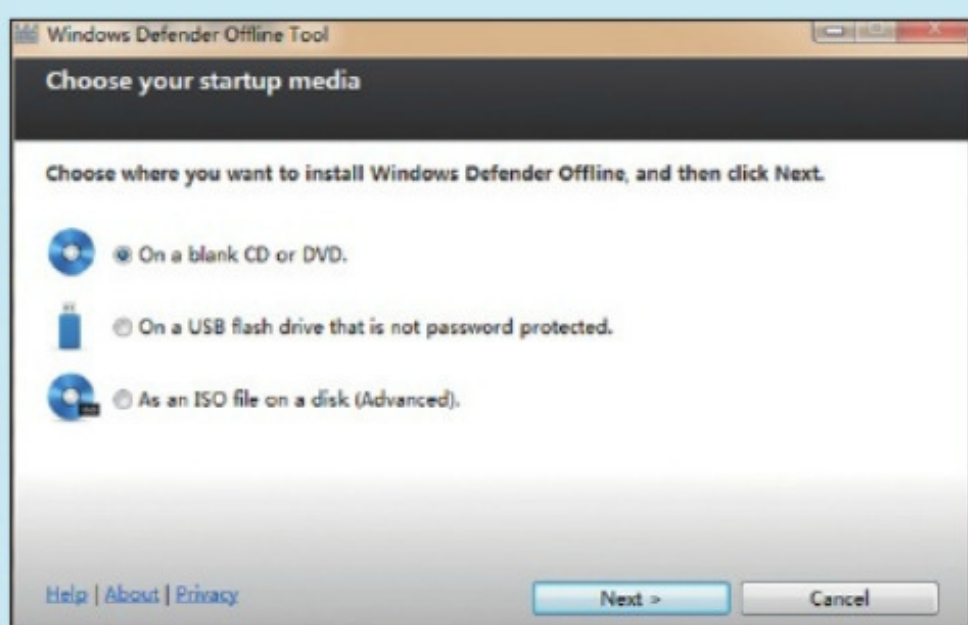 Windows Defender Offline Tool
Choose your startup media
Choose where you want to install Windows Defender Offline, and then click Next.
On a blank CD or DVD.
On a USB flash drive that is not password protected.
As an ISO file on a disk (Advanced).
Help | About | Privacy
Next >
Cancel